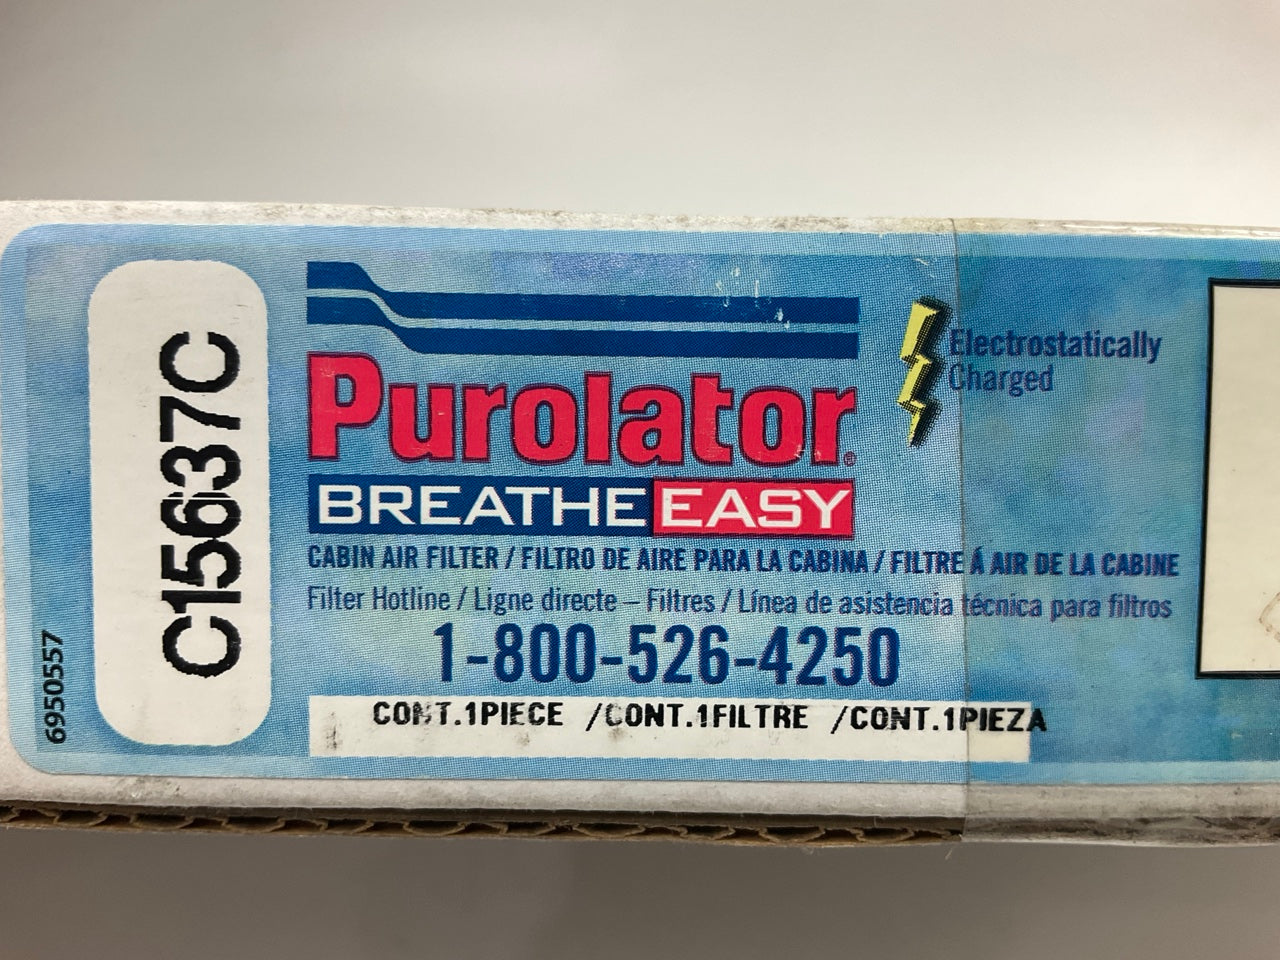 6950557
C15637C
Purolator®
BREATHE EASY
Electrostatically
Charged
CABIN AIR FILTER / FILTRO DE AIRE PARA LA CABINA / FILTRE Á AIR DE LA CABINE
Filter Hotline / Ligne directe – Filtres / Línea de asistencia técnica para filtros
1-800-526-4250
CONT.1PIECE /CONT.1FILTRE /CONT.1PIEZA